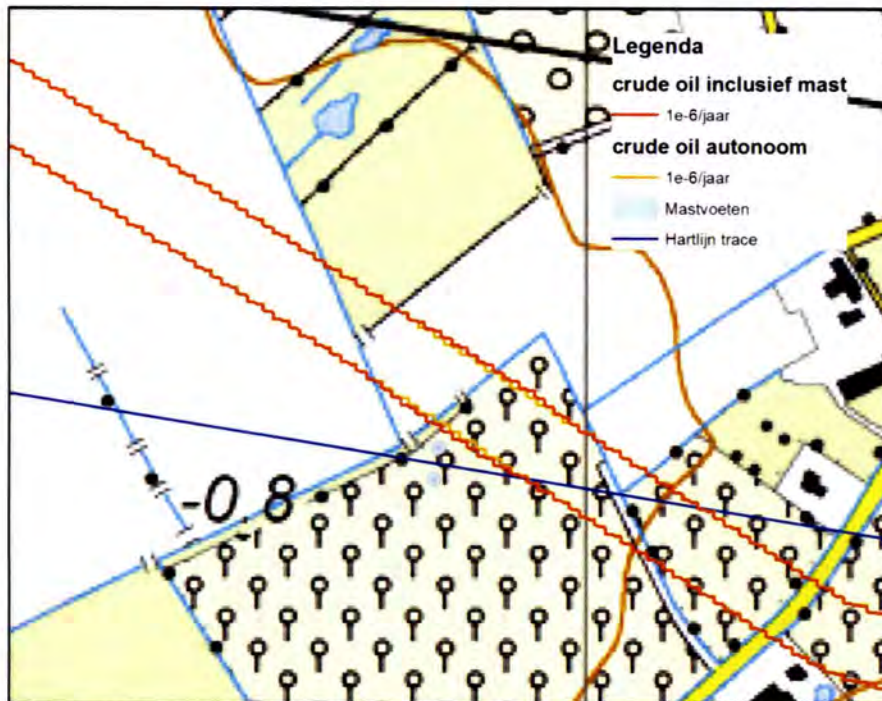 Legenda
crude oil inclusief mast
1e-6/jaar
crude oil autonoom
1e-6/jaar
Mastvoeten
Hartlijn trace
-0,8